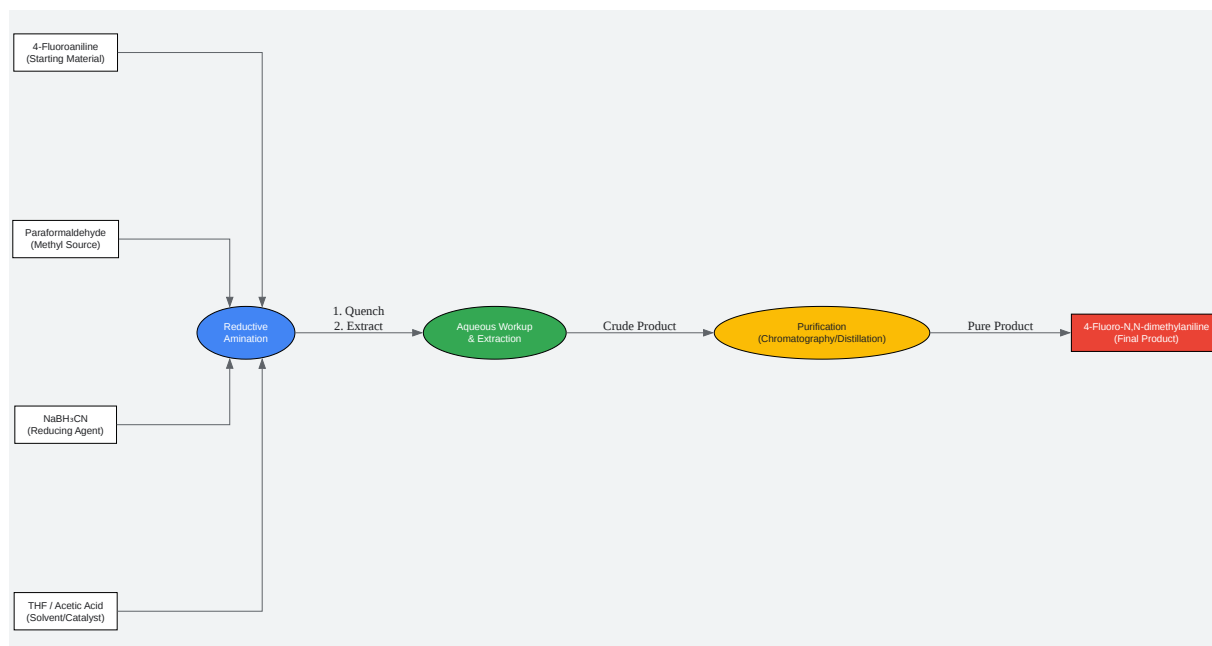 4-Fluoroaniline
(Starting Material)
Paraformaldehyde
(Methyl Source)
NaBH₃CN
(Reducing Agent)
THF / Acetic Acid
(Solvent/Catalyst)
Reductive
Amination
1. Quench
2. Extract
Aqueous Workup
& Extraction
Crude Product
Purification
(Chromatography/Distillation)
Pure Product
4-Fluoro-N,N-dimethylaniline
(Final Product)